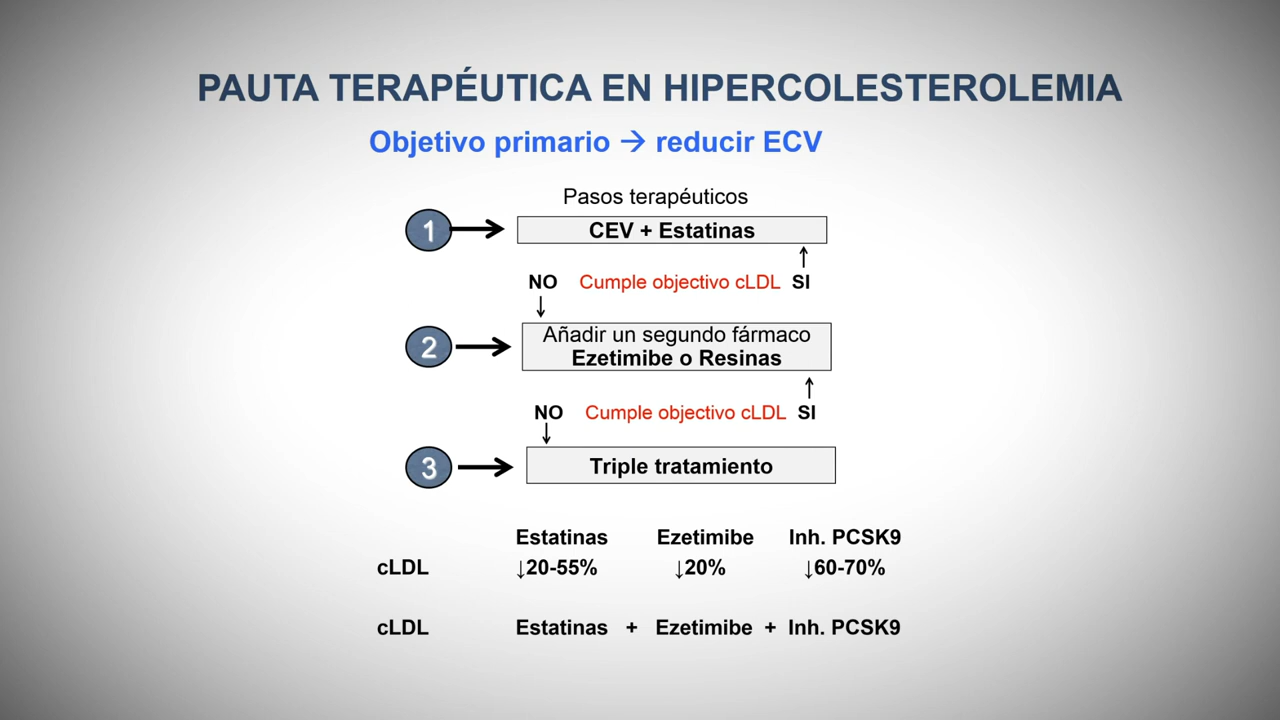 PAUTA TERAPÉUTICA EN HIPERCOLESTEROLEMIA
Objetivo primario → reducir ECV
Pasos terapéuticos
1 CEV + Estatinas
NO Cumple objectivo cLDL SI
2 Añadir un segundo fármaco
Ezetimibe o Resinas
NO Cumple objectivo cLDL SI
3 Triple tratamiento
Estatinas Ezetimibe Inh. PCSK9
cLDL ↓20-55% ↓20% ↓60-70%
cLDL Estatinas + Ezetimibe + Inh. PCSK9